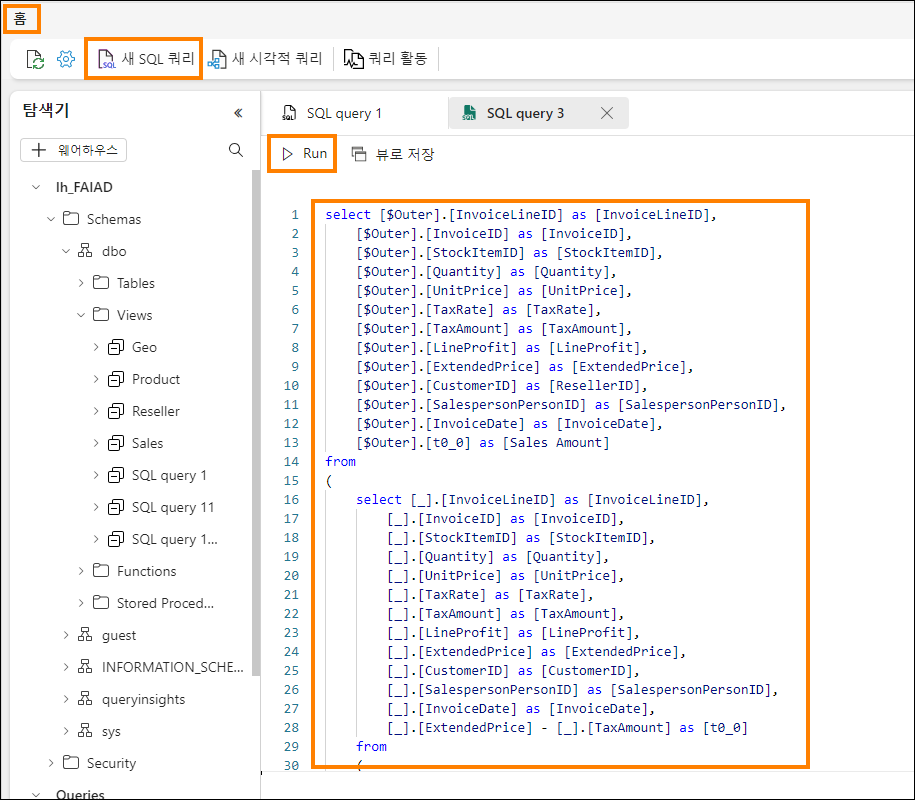 홈
새 SQL 쿼리
새 시각적 쿼리
쿼리 활동
탐색기
«
SQL query 1
SQL query 3
+ 웨어하우스
Run
뷰로 저장
lh_FAIAD
Schemas
dbo
Tables
Views
Geo
Product
Reseller
Sales
SQL query 1
SQL query 11
SQL query 1...
Functions
Stored Proced...
guest
INFORMATION_SCHE...
queryinsights
sys
Security
Queries
1 select [$Outer].[InvoiceLineID] as [InvoiceLineID],
2 [$Outer].[InvoiceID] as [InvoiceID],
3 [$Outer].[StockItemID] as [StockItemID],
4 [$Outer].[Quantity] as [Quantity],
5 [$Outer].[UnitPrice] as [UnitPrice],
6 [$Outer].[TaxRate] as [TaxRate],
7 [$Outer].[TaxAmount] as [TaxAmount],
8 [$Outer].[LineProfit] as [LineProfit],
9 [$Outer].[ExtendedPrice] as [ExtendedPrice],
10 [$Outer].[CustomerID] as [ResellerID],
11 [$Outer].[SalespersonPersonID] as [SalespersonPersonID],
12 [$Outer].[InvoiceDate] as [InvoiceDate],
13 [$Outer].[t0_0] as [Sales Amount]
14 from
15 (
16 select [_].[InvoiceLineID] as [InvoiceLineID],
17 [_].[InvoiceID] as [InvoiceID],
18 [_].[StockItemID] as [StockItemID],
19 [_].[Quantity] as [Quantity],
20 [_].[UnitPrice] as [UnitPrice],
21 [_].[TaxRate] as [TaxRate],
22 [_].[TaxAmount] as [TaxAmount],
23 [_].[LineProfit] as [LineProfit],
24 [_].[ExtendedPrice] as [ExtendedPrice],
25 [_].[CustomerID] as [CustomerID],
26 [_].[SalespersonPersonID] as [SalespersonPersonID],
27 [_].[InvoiceDate] as [InvoiceDate],
28 [_].[ExtendedPrice] - [_].[TaxAmount] as [t0_0]
29 from
30 (